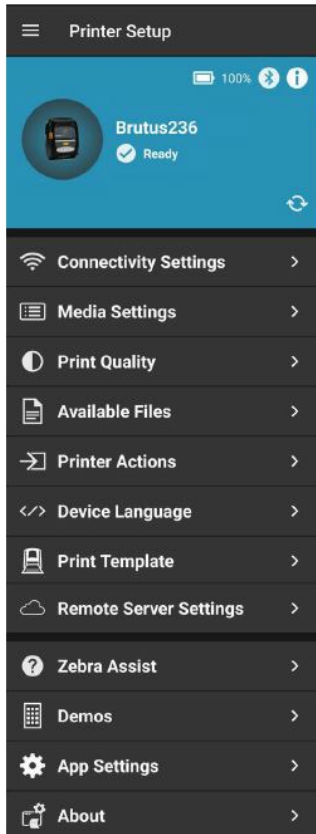 Printer Setup
100%
Brutus236
Ready
Connectivity Settings
Media Settings
Print Quality
Available Files
Printer Actions
Device Language
Print Template
Remote Server Settings
Zebra Assist
Demos
App Settings
About